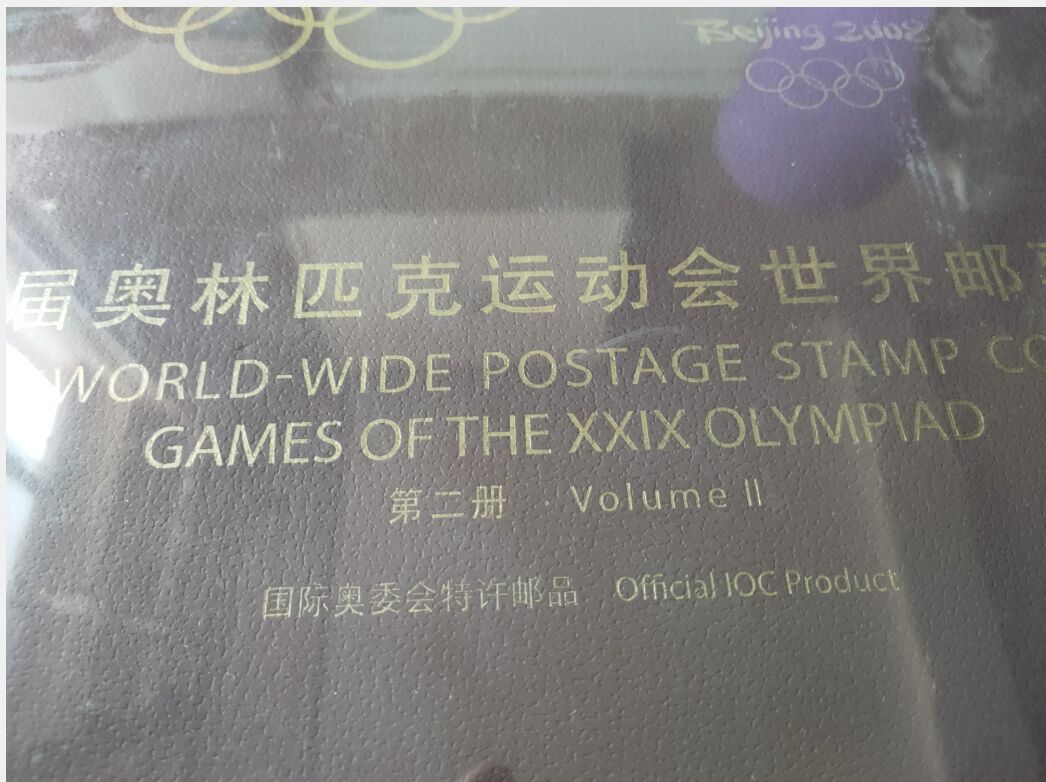 Beijing 2008
届奥林匹克运动会世界邮
WORLD-WIDE POSTAGE STAMP CO
GAMES OF THE XXIX OLYMPIAD
第二册 · Volume II
国际奥委会特许邮品 Official IOC Product